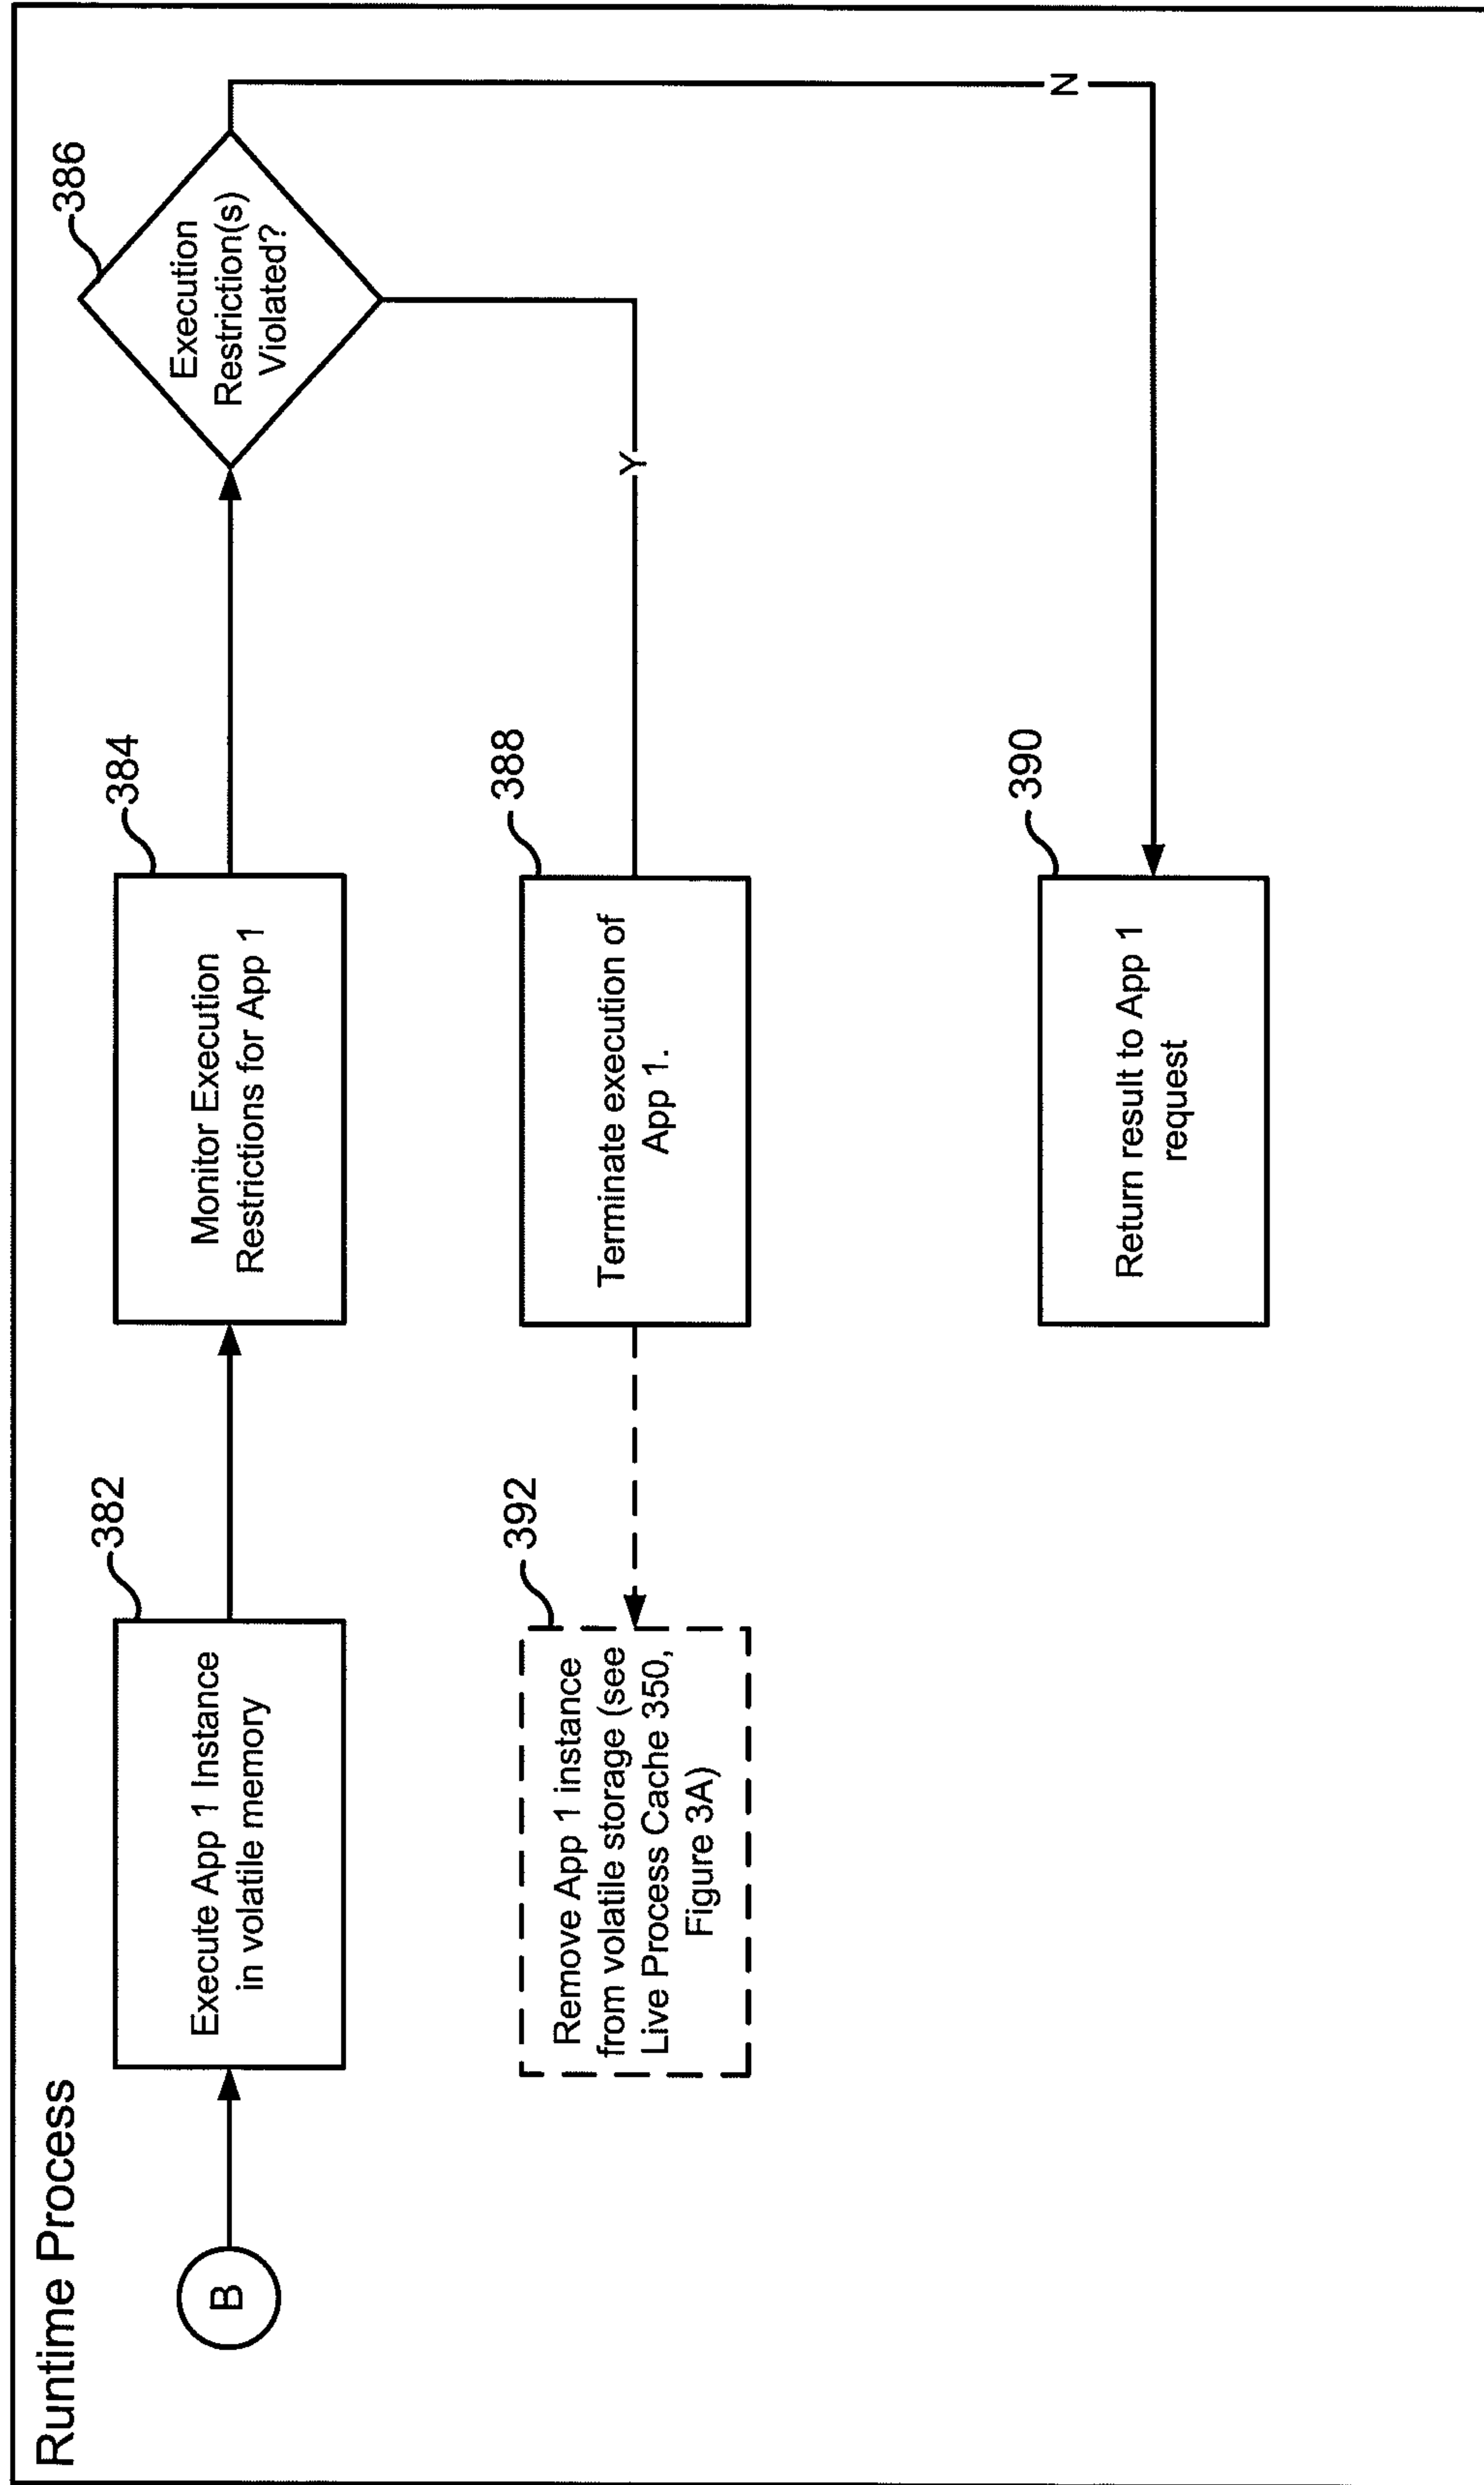 Runtime Process
B
382
Execute App 1 Instance
in volatile memory
384
Monitor Execution
Restrictions for App 1
386
Execution
Restriction(s)
Violated?
392
Remove App 1 instance
from volatile storage (see
Live Process Cache 350,
Figure 3A)
388
Terminate execution of
App 1.
Y
390
Return result to App 1
request
N